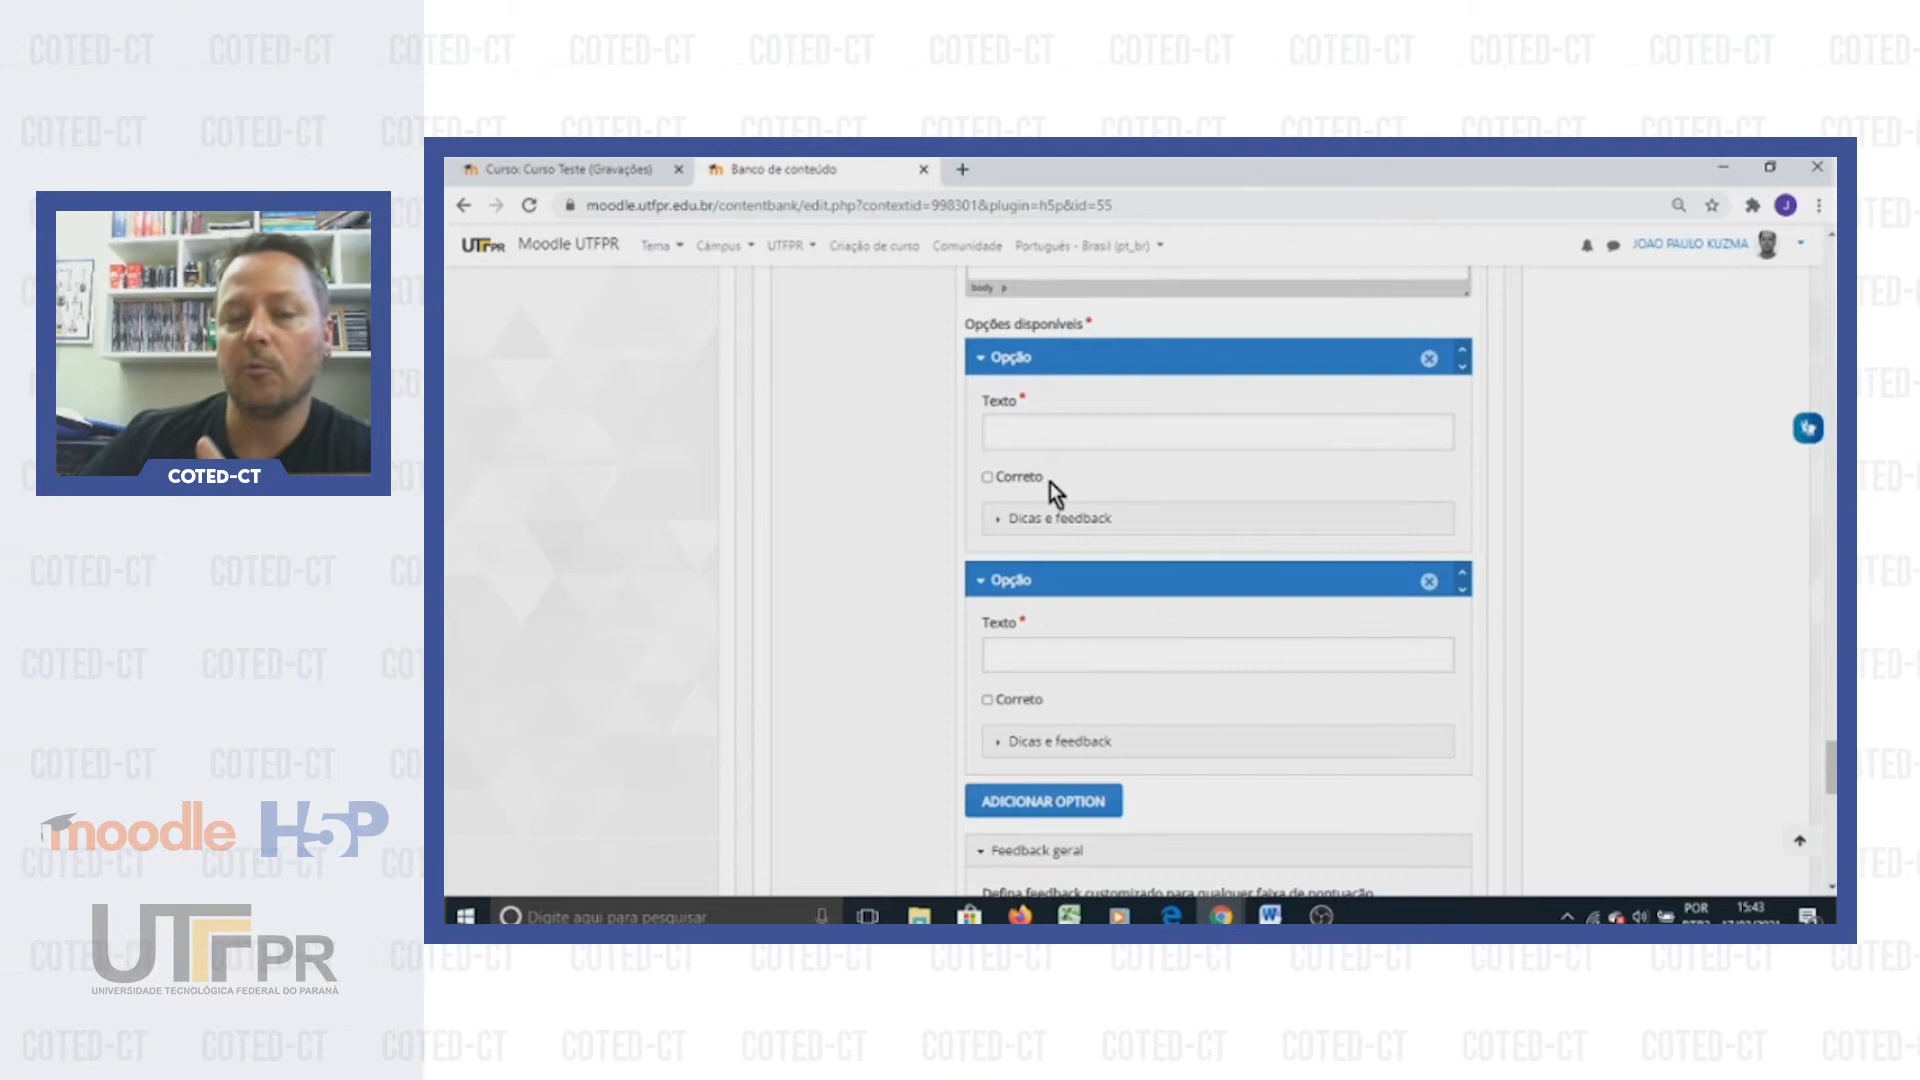 COTED-CT
moodle H5P
UTFPR
UNIVERSIDADE TECNOLÓGICA FEDERAL DO PARANÁ
Curso: Curso Teste (Gravações)
Banco de conteúdo
moodle.utfpr.edu.br/contentbank/edit.php?contextid=998301&plugin=h5p&id=55
J
UTFPR Moodle UTFPR Tema Câmpus UTFPR Criação de curso Comunidade Português - Brasil (pt_br) JOAO PAULO KUZMA
body p
Opções disponíveis *
Opção
Texto *
Correto
Dicas e feedback
Opção
Texto *
Correto
Dicas e feedback
ADICIONAR OPTION
Feedback geral
Defina feedback customizado para qualquer faixa de pontuação
Digite aqui para pesquisar
POR
15:43